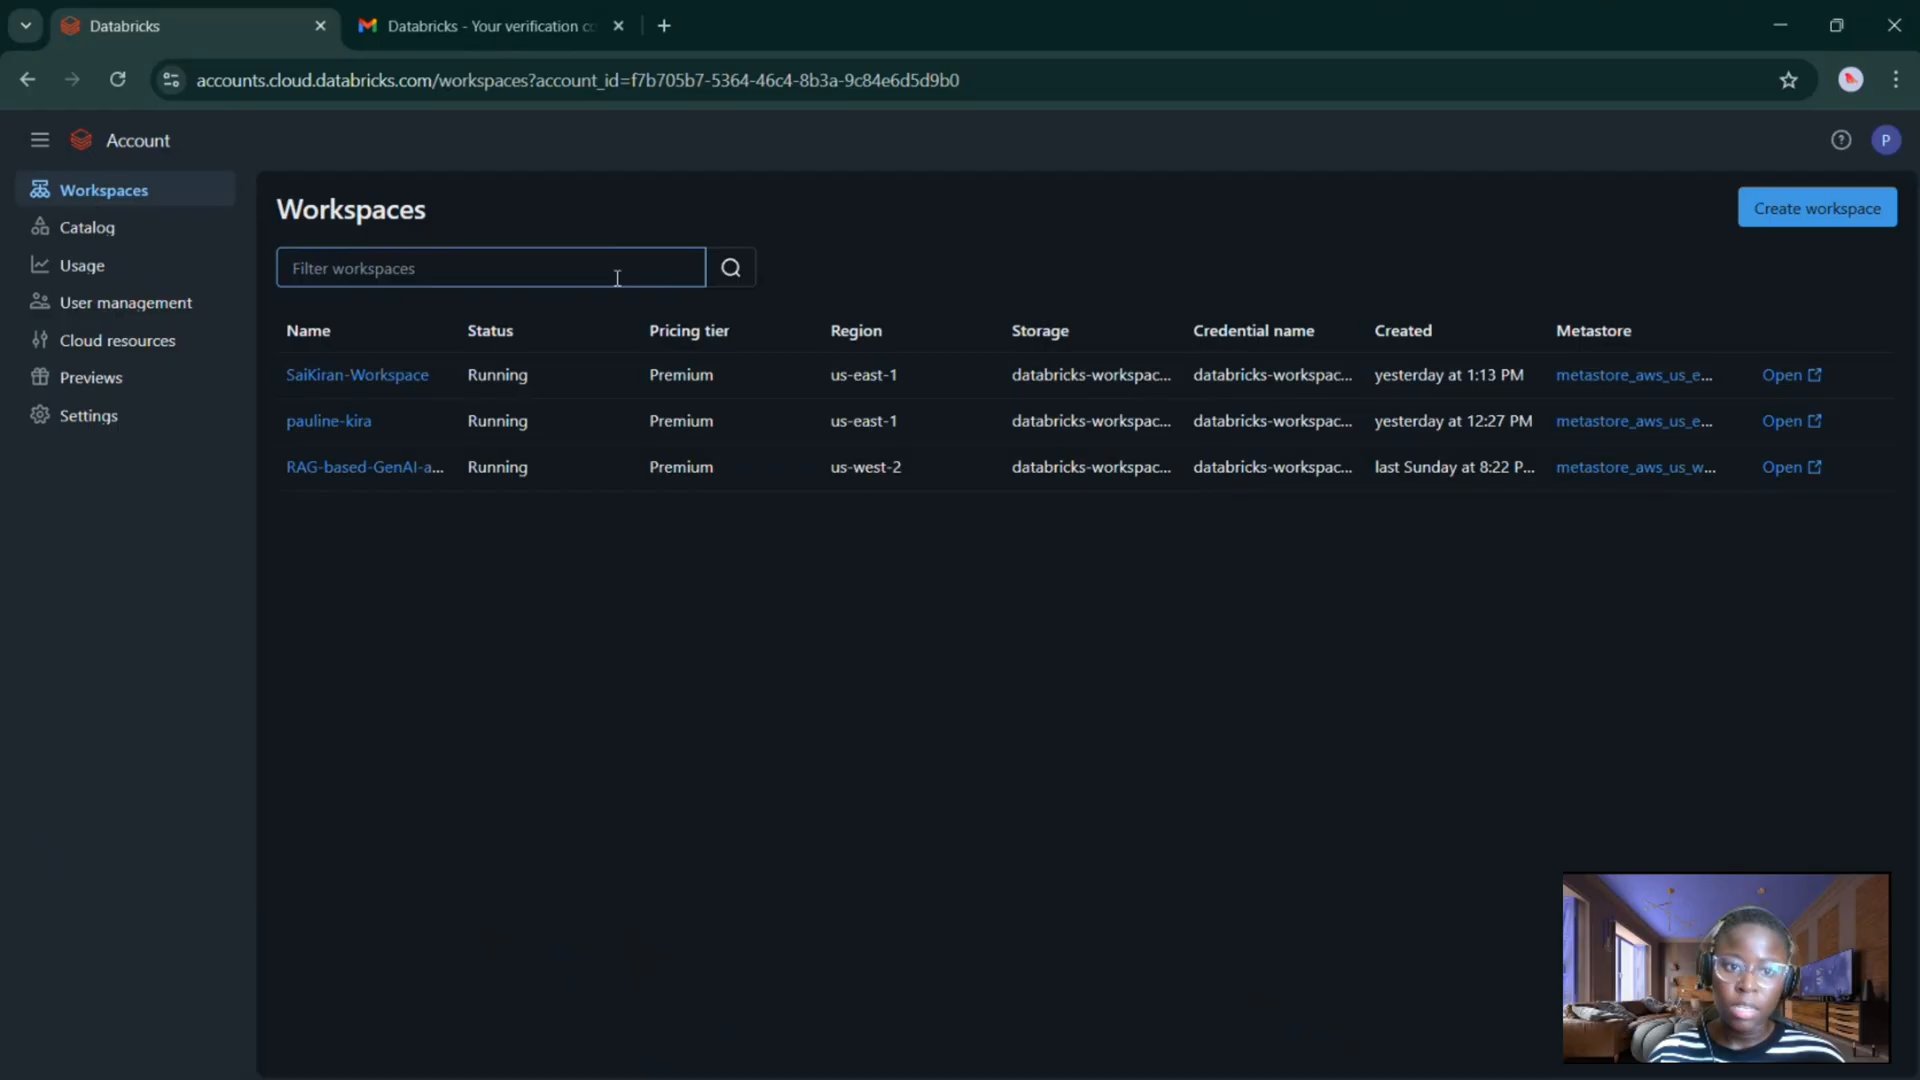 Databricks
Databricks - Your verification co
accounts.cloud.databricks.com/workspaces?account_id=f7b705b7-5364-46c4-8b3a-9c84e6d5d9b0
Account
P
Workspaces
Catalog
Usage
User management
Cloud resources
Previews
Settings
Workspaces
Create workspace
Filter workspaces
Name Status Pricing tier Region Storage Credential name Created Metastore
SaiKiran-Workspace Running Premium us-east-1 databricks-workspac... databricks-workspac... yesterday at 1:13 PM metastore_aws_us_e... Open
pauline-kira Running Premium us-east-1 databricks-workspac... databricks-workspac... yesterday at 12:27 PM metastore_aws_us_e... Open
RAG-based-GenAI-a... Running Premium us-west-2 databricks-workspac... databricks-workspac... last Sunday at 8:22 P... metastore_aws_us_w... Open